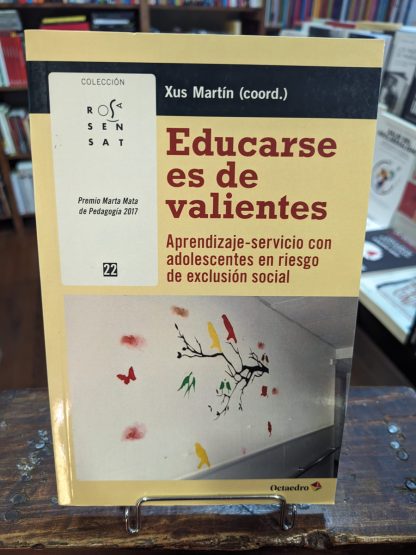 COLECCIÓN
ROSA
SEN
SAT
Premio Marta Mata
de Pedagogía 2017
22
Xus Martín (coord.)
Educarse
es de
valientes
Aprendizaje-servicio con
adolescentes en riesgo
de exclusión social
Octaedro